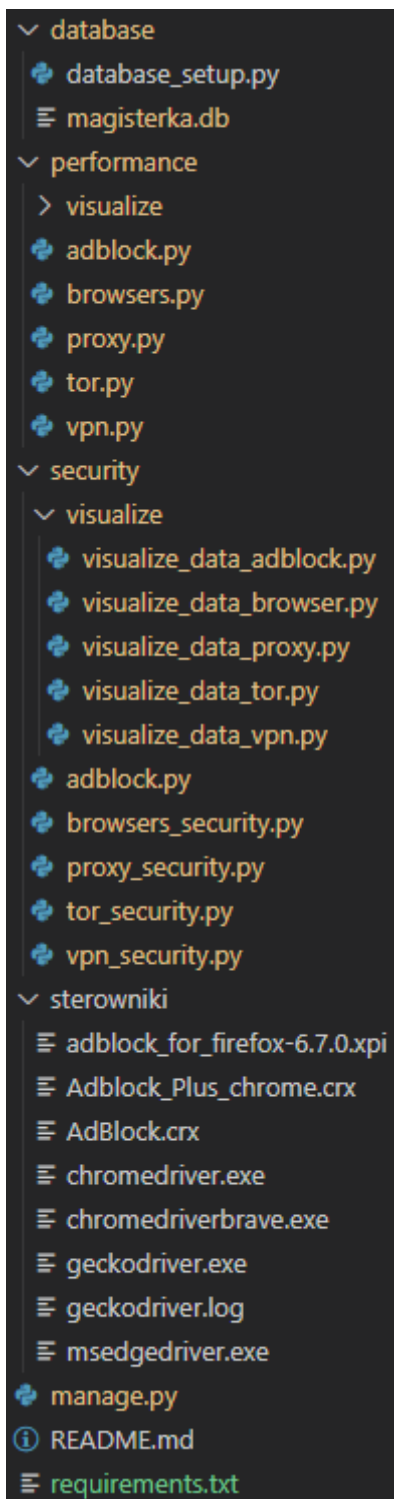 database
database_setup.py
magisterka.db
performance
visualize
adblock.py
browsers.py
proxy.py
tor.py
vpn.py
security
visualize
visualize_data_adblock.py
visualize_data_browser.py
visualize_data_proxy.py
visualize_data_tor.py
visualize_data_vpn.py
adblock.py
browsers_security.py
proxy_security.py
tor_security.py
vpn_security.py
sterowniki
adblock_for_firefox-6.7.0.xpi
Adblock_Plus_chrome.crx
AdBlock.crx
chromedriver.exe
chromedriverbrave.exe
geckodriver.exe
geckodriver.log
msedgedriver.exe
manage.py
README.md
requirements.txt